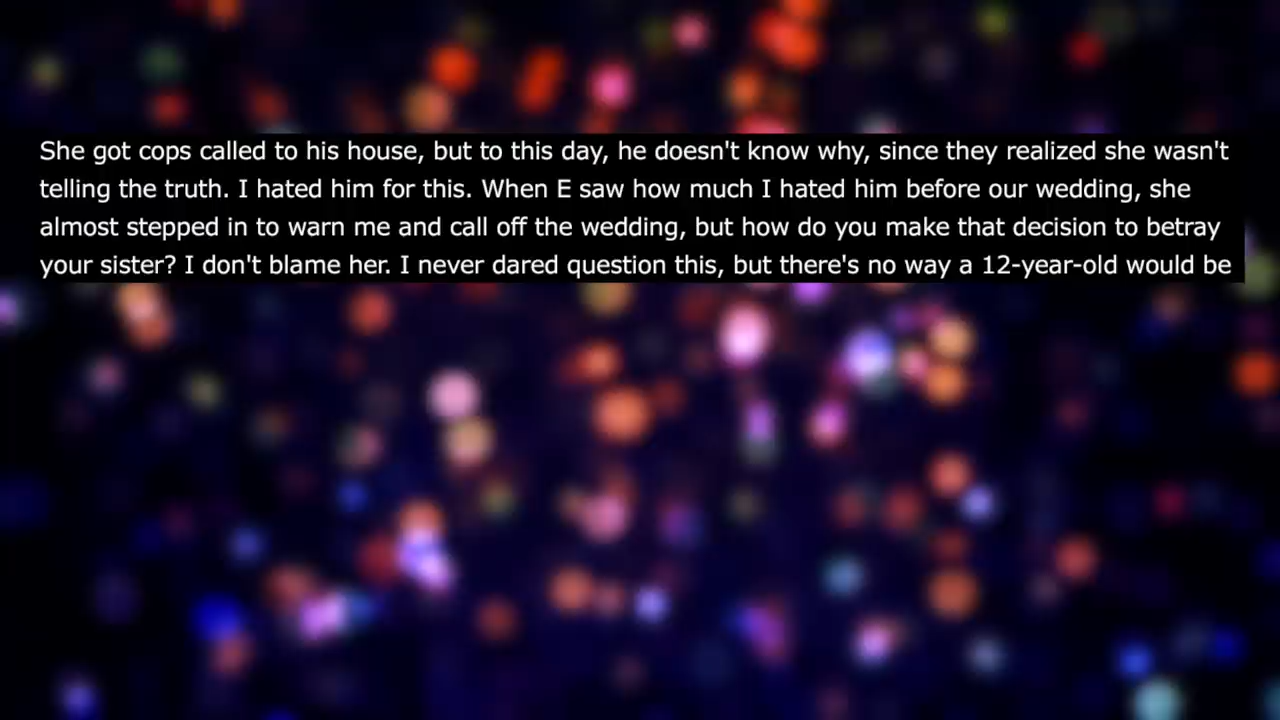 She got cops called to his house, but to this day, he doesn't know why, since they realized she wasn't
telling the truth. I hated him for this. When E saw how much I hated him before our wedding, she
almost stepped in to warn me and call off the wedding, but how do you make that decision to betray
your sister? I don't blame her. I never dared question this, but there's no way a 12-year-old would be